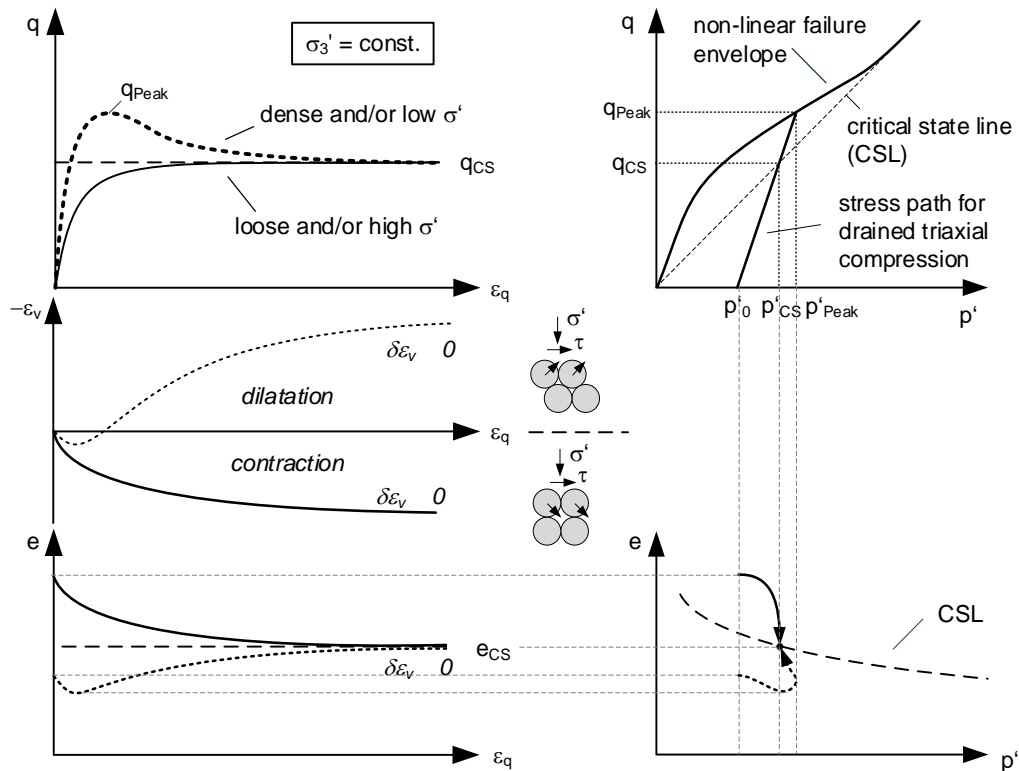 q
σ3' = const.
qPeak
dense and/or low σ‘
qCS
loose and/or high σ‘
εq
q
non-linear failure
envelope
qPeak
critical state line
(CSL)
qCS
stress path for
drained triaxial
compression
p‘0 p‘CS p‘Peak
p‘
−εv
δεv 0
dilatation
εq
contraction
δεv 0
σ‘
τ
σ‘
τ
e
eCS
δεv 0
εq
e
CSL
p‘